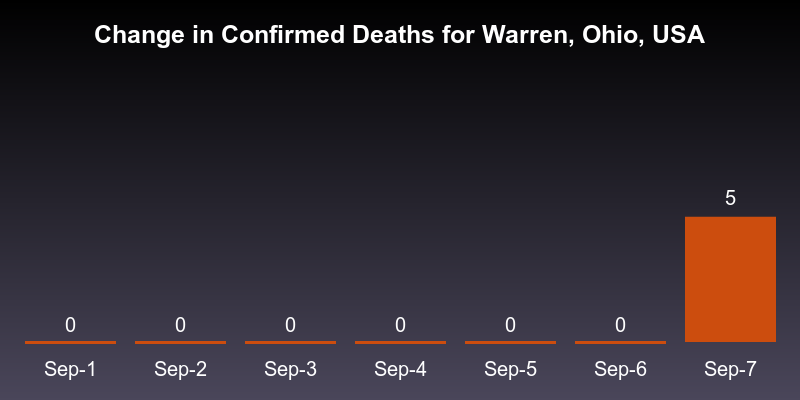 Change in Confirmed Deaths for Warren, Ohio, USA
5
0 0 0 0 0 0
Sep-1 Sep-2 Sep-3 Sep-4 Sep-5 Sep-6 Sep-7